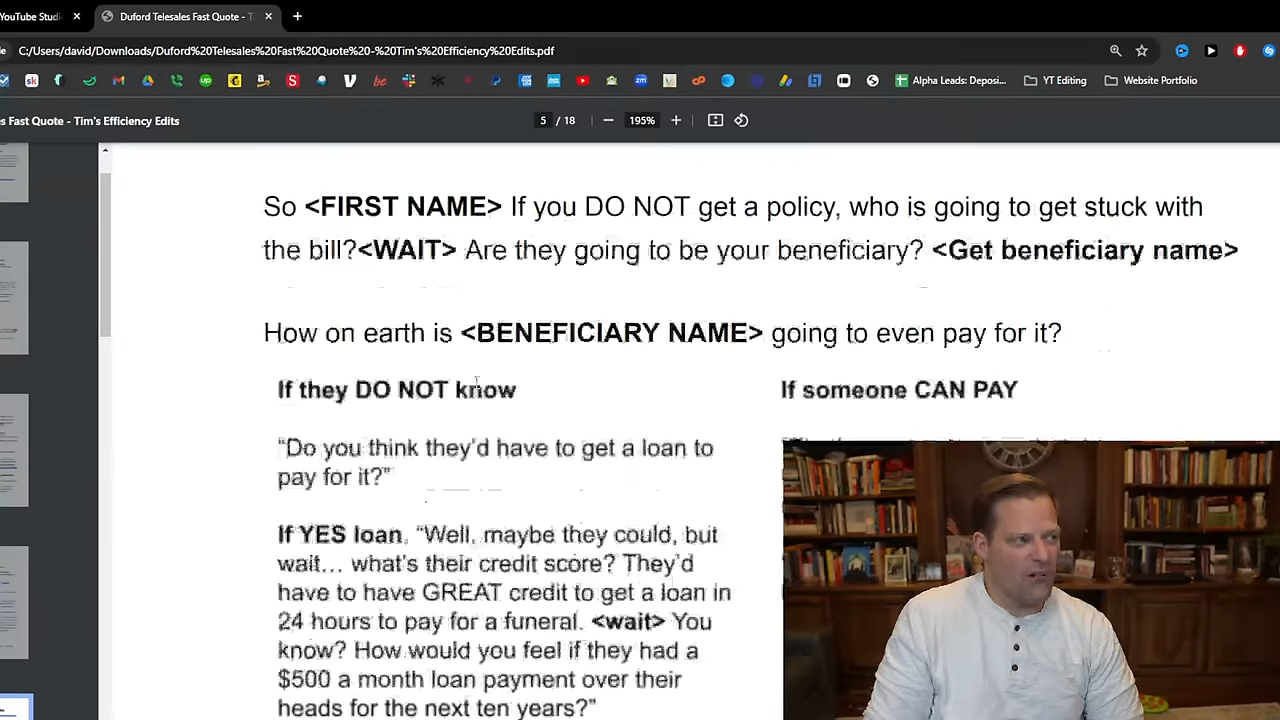 YouTube Studi
Duford Telesales Fast Quote - T
C:/Users/david/Downloads/Duford%20Telesales%20Fast%20Quote%20-%20Tim's%20Efficiency%20Edits.pdf
Alpha Leads: Deposi...
YT Editing
Website Portfolio
es Fast Quote - Tim's Efficiency Edits
5 / 18
195%
So <FIRST NAME> If you DO NOT get a policy, who is going to get stuck with
the bill?<WAIT> Are they going to be your beneficiary? <Get beneficiary name>
How on earth is <BENEFICIARY NAME> going to even pay for it?
If they DO NOT know
“Do you think they’d have to get a loan to
pay for it?”
If YES loan, “Well, maybe they could, but
wait… what’s their credit score? They’d
have to have GREAT credit to get a loan in
24 hours to pay for a funeral. <wait> You
know? How would you feel if they had a
$500 a month loan payment over their
heads for the next ten years?”
If someone CAN PAY